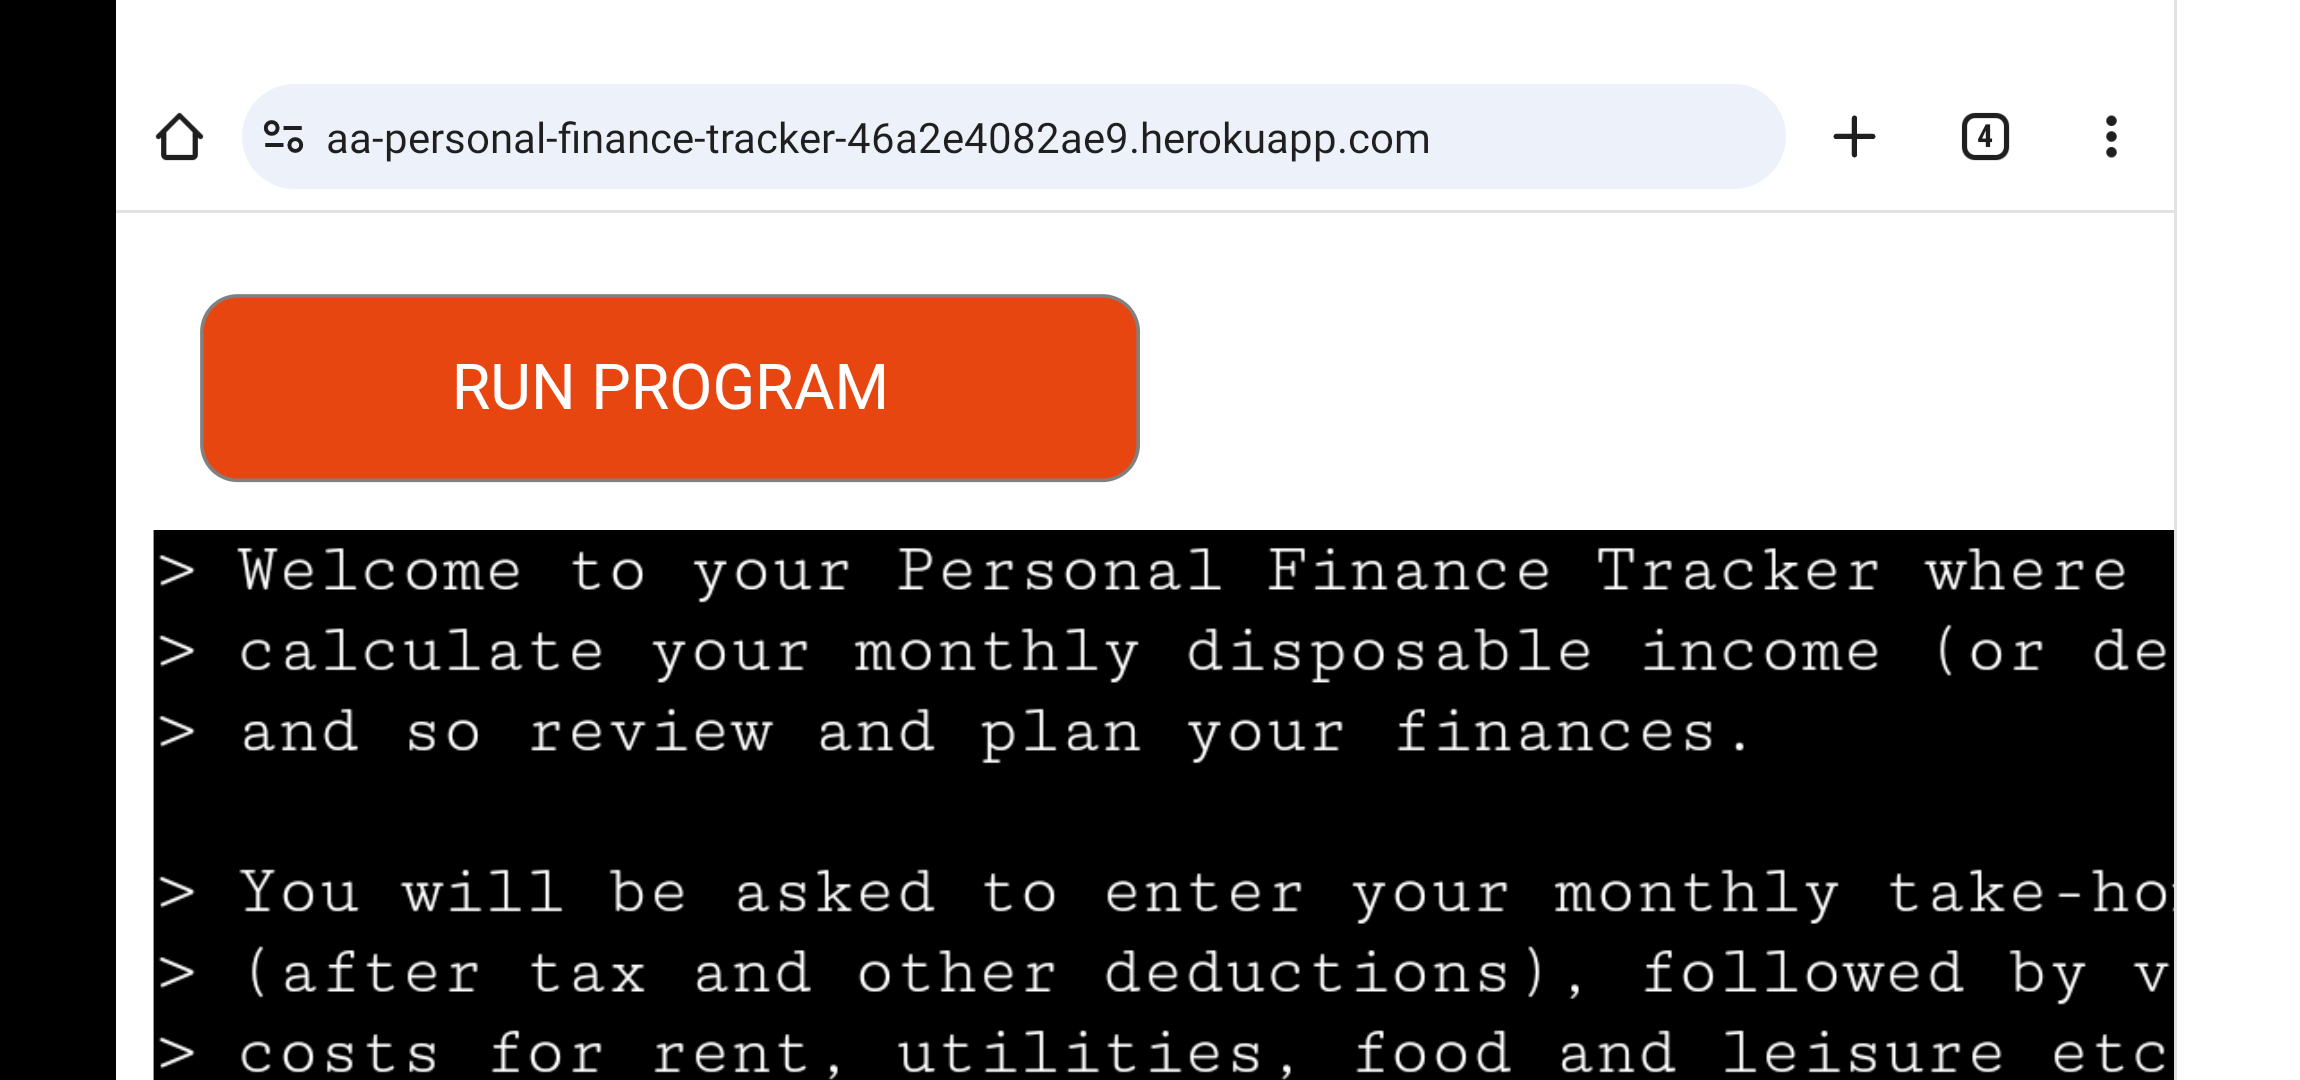 aa-personal-finance-tracker-46a2e4082ae9.herokuapp.com
4
RUN PROGRAM
> Welcome to your Personal Finance Tracker where
> calculate your monthly disposable income (or de
> and so review and plan your finances.
> You will be asked to enter your monthly take-ho
> (after tax and other deductions), followed by v
> costs for rent, utilities, food and leisure etc